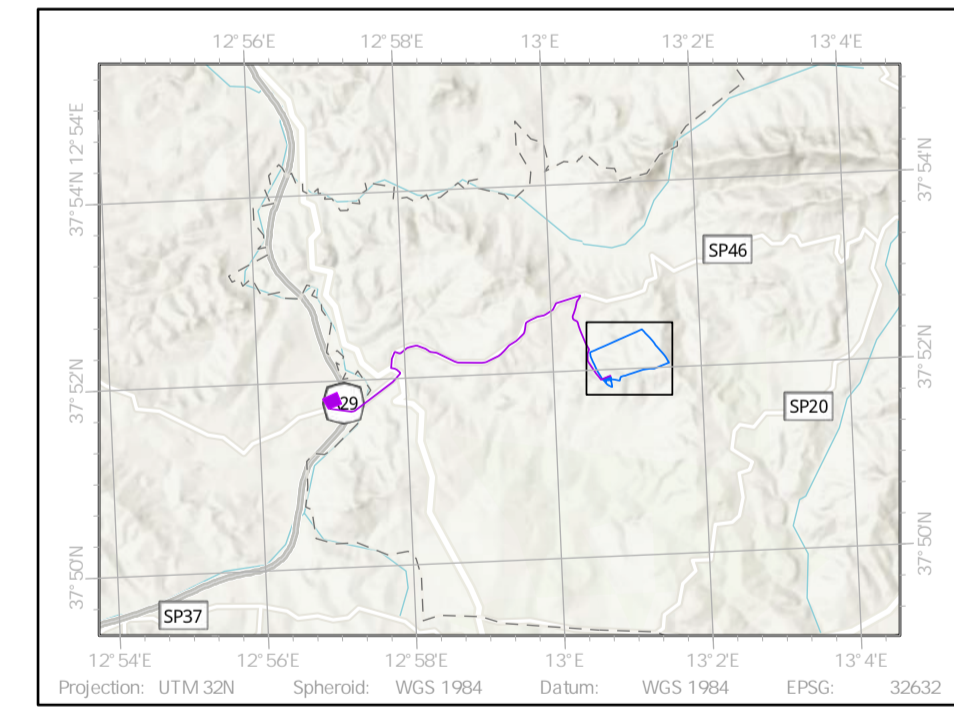 12°56'E 12°58'E 13°E 13°2'E 13°4'E
37°54'N 12°54'E
37°54'N
SP46
37°52'N
37°52'N
29
SP20
37°50'N
37°50'N
SP37
12°54'E 12°56'E 12°58'E 13°E 13°2'E 13°4'E
Projection: UTM 32N Spheroid: WGS 1984 Datum: WGS 1984 EPSG: 32632